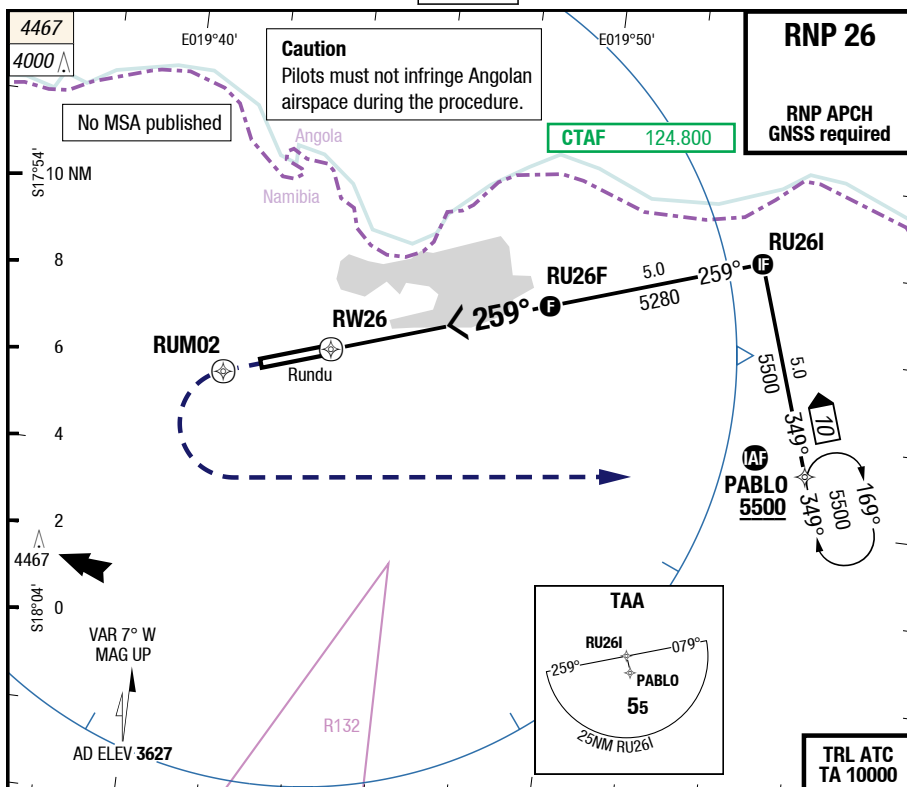 4467
4000
E019°40'
Caution
Pilots must not infringe Angolan
airspace during the procedure.
E019°50'
RNP 26
RNP APCH
GNSS required
No MSA published
CTAF 124.800
Angola
Namibia
S17°54'
10 NM
8
6
4
2
0
S18°04'
RU26I
IF
259°
5.0
5280
RU26F
F
259°
RW26
RUM02
Rundu
5500
5.0
349°
10
IAF
PABLO
5500
349°
5500
169°
4467
VAR 7° W
MAG UP
AD ELEV 3627
R132
TAA
RU26I
259°
079°
PABLO
55
25NM RU26I
TRL ATC
TA 10000